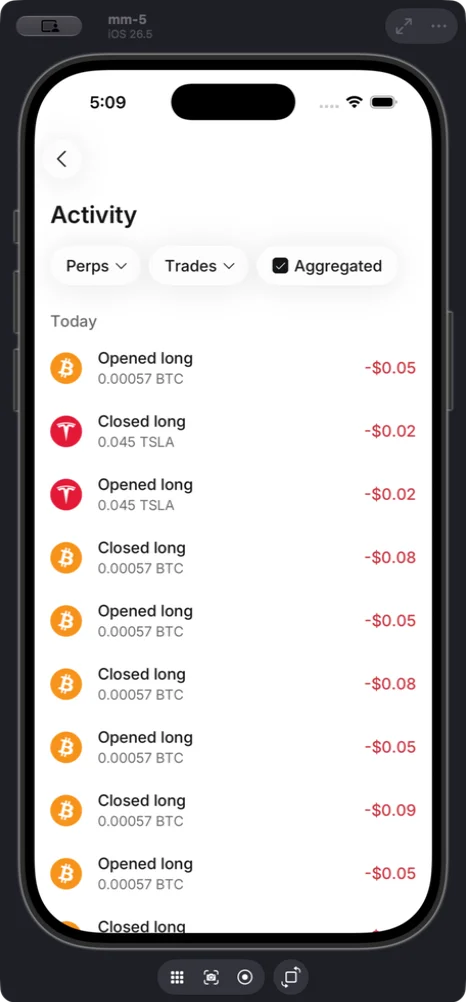 mm-5
iOS 26.5
5:09
Activity
Perps
Trades
Aggregated
Today
Opened long
-$0.05
0.00057 BTC
Closed long
-$0.02
0.045 TSLA
Opened long
-$0.02
0.045 TSLA
Closed long
-$0.08
0.00057 BTC
Opened long
-$0.05
0.00057 BTC
Closed long
-$0.08
0.00057 BTC
Opened long
-$0.05
0.00057 BTC
Closed long
-$0.09
0.00057 BTC
Opened long
-$0.05
0.00057 BTC
Closed long